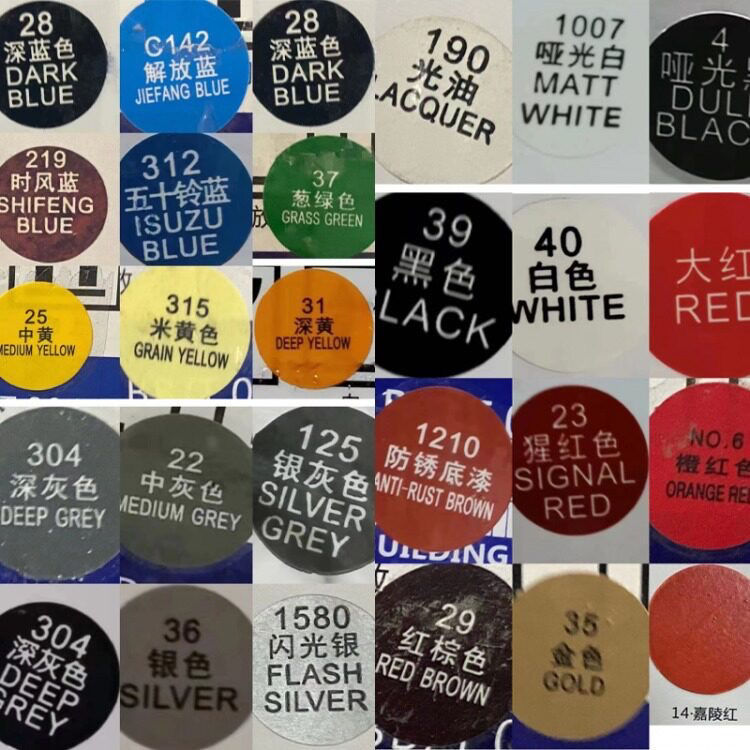 28
深蓝色
DARK
BLUE
C142
解放蓝
JIEFANG BLUE
28
深蓝色
DARK
BLUE
190
光油
LACQUER
1007
哑光白
MATT
WHITE
4
哑光
DULL
BLAC
219
时风蓝
SHIFENG
BLUE
312
五十铃蓝
ISUZU
BLUE
37
葱绿色
GRASS GREEN
39
黑色
LACK
40
白色
WHITE
大红
RED
25
中黄
MEDIUM YELLOW
315
米黄色
GRAIN YELLOW
31
深黄
DEEP YELLOW
304
深灰色
DEEP GREY
22
中灰色
MEDIUM GREY
125
银灰色
SILVER
GREY
1210
防锈底漆
ANTI-RUST BROWN
UILDING
23
猩红色
SIGNAL
RED
NO.6
橙红色
ORANGE RED
304
深灰色
DEEP
GREY
36
银色
SILVER
1580
闪光银
FLASH
SILVER
29
红棕色
RED BROWN
35
金色
GOLD
14·嘉陵红